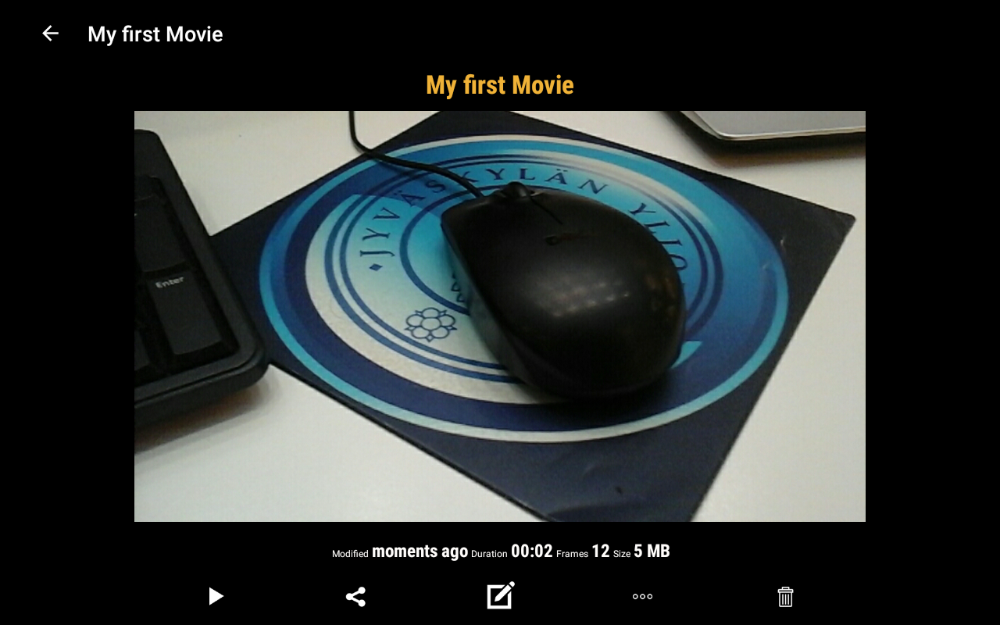 My first Movie
My first Movie
JYVÄSKYLÄN YLIO
Enter
Modified moments ago Duration 00:02 Frames 12 Size 5 MB